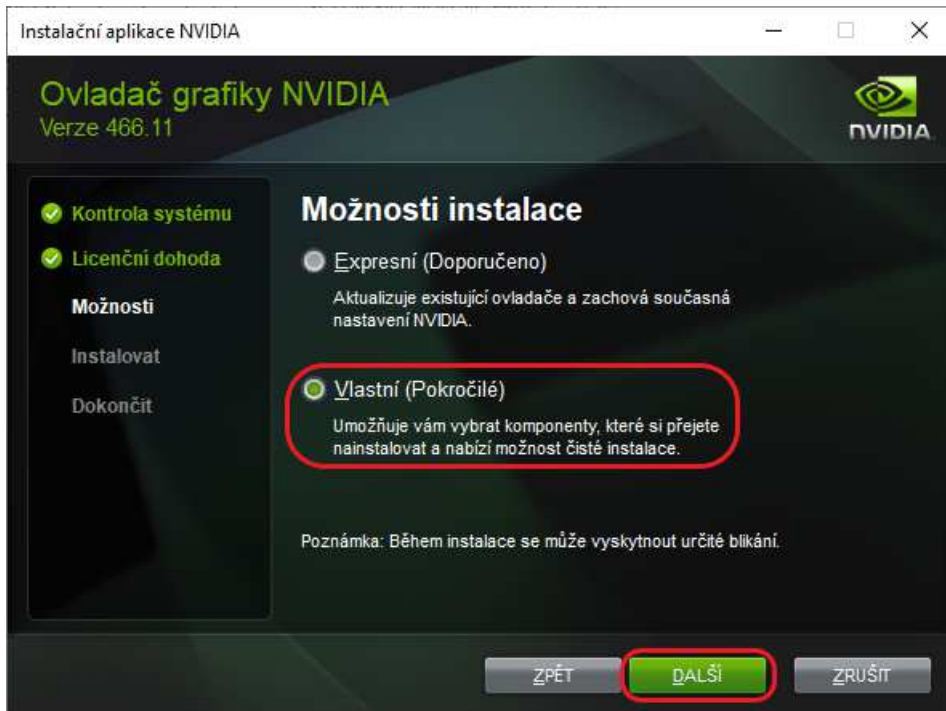 Instalační aplikace NVIDIA
Ovladač grafiky NVIDIA
Verze 466.11
NVIDIA
Kontrola systému
Licenční dohoda
Možnosti
Instalovat
Dokončit
Možnosti instalace
Expresní (Doporučeno)
Aktualizuje existující ovladače a zachová současná
nastavení NVIDIA.
Vlastní (Pokročilé)
Umožňuje vám vybrat komponenty, které si přejete
nainstalovat a nabízí možnost čisté instalace.
Poznámka: Během instalace se může vyskytnout určité blikání.
ZPĚT
DALŠÍ
ZRUŠIT